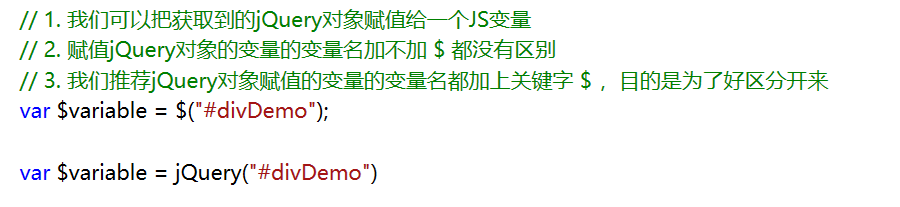 // 1. 我们可以把获取到的jQuery对象赋值给一个JS变量
// 2. 赋值jQuery对象的变量的变量名加不加 $ 都没有区别
// 3. 我们推荐jQuery对象赋值的变量的变量名都加上关键字 $ ，目的是为了好区分开来
var $variable = $("#divDemo");
var $variable = jQuery("#divDemo")